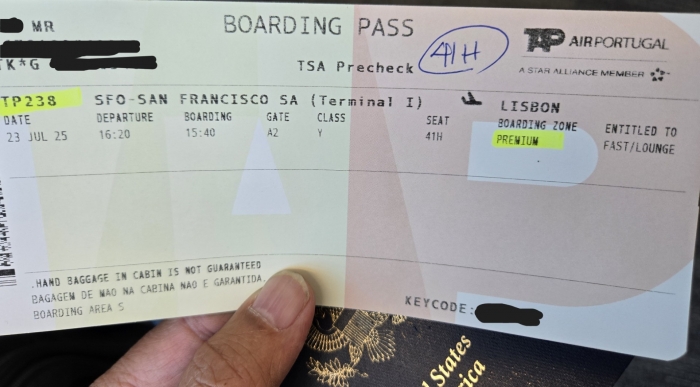 MR
BOARDING PASS
TAP AIRPORTUGAL
A STAR ALLIANCE MEMBER
K*G
TSA Precheck
41H
TP238 SFO-SAN FRANCISCO SA (Terminal I) LISBON
DATE DEPARTURE BOARDING GATE CLASS SEAT BOARDING ZONE ENTITLED TO
23 JUL 25 16:20 15:40 A2 Y 41H PREMIUM FAST/LOUNGE
.HAND BAGGAGE IN CABIN IS NOT GUARANTEED
BAGAGEM DE MAO NA CABINA NAO E GARANTIDA.
BOARDING AREA S
KEYCODE:
States
ica